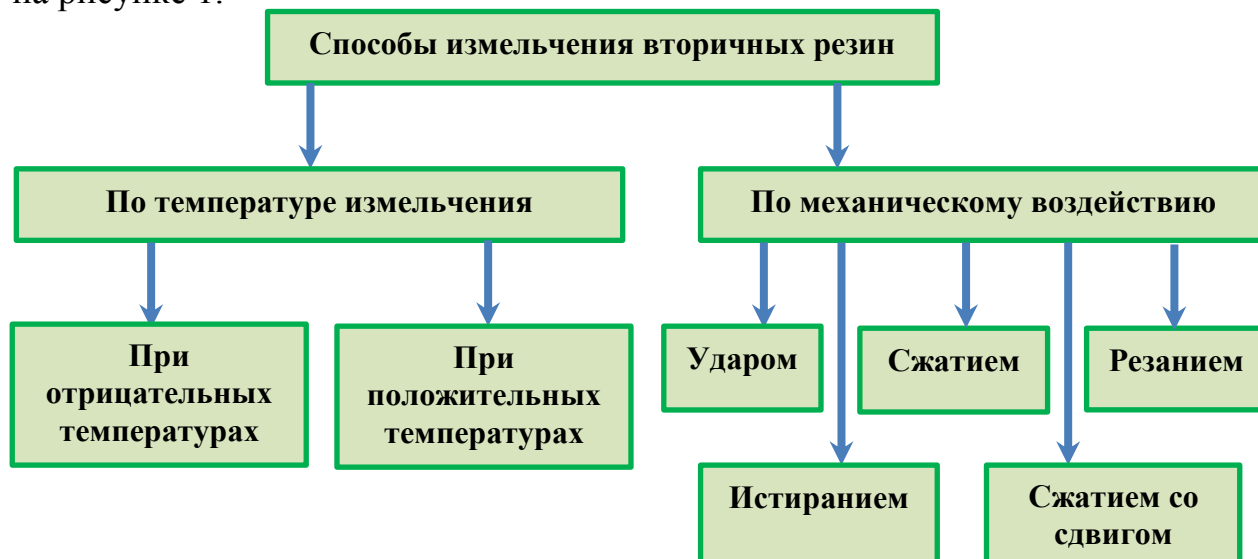 на рисунке 1.
Способы измельчения вторичных резин
По температуре измельчения
По механическому воздействию
При
отрицательных
температурах
При
положительных
температурах
Ударом
Сжатием
Резанием
Истиранием
Сжатием со
сдвигом